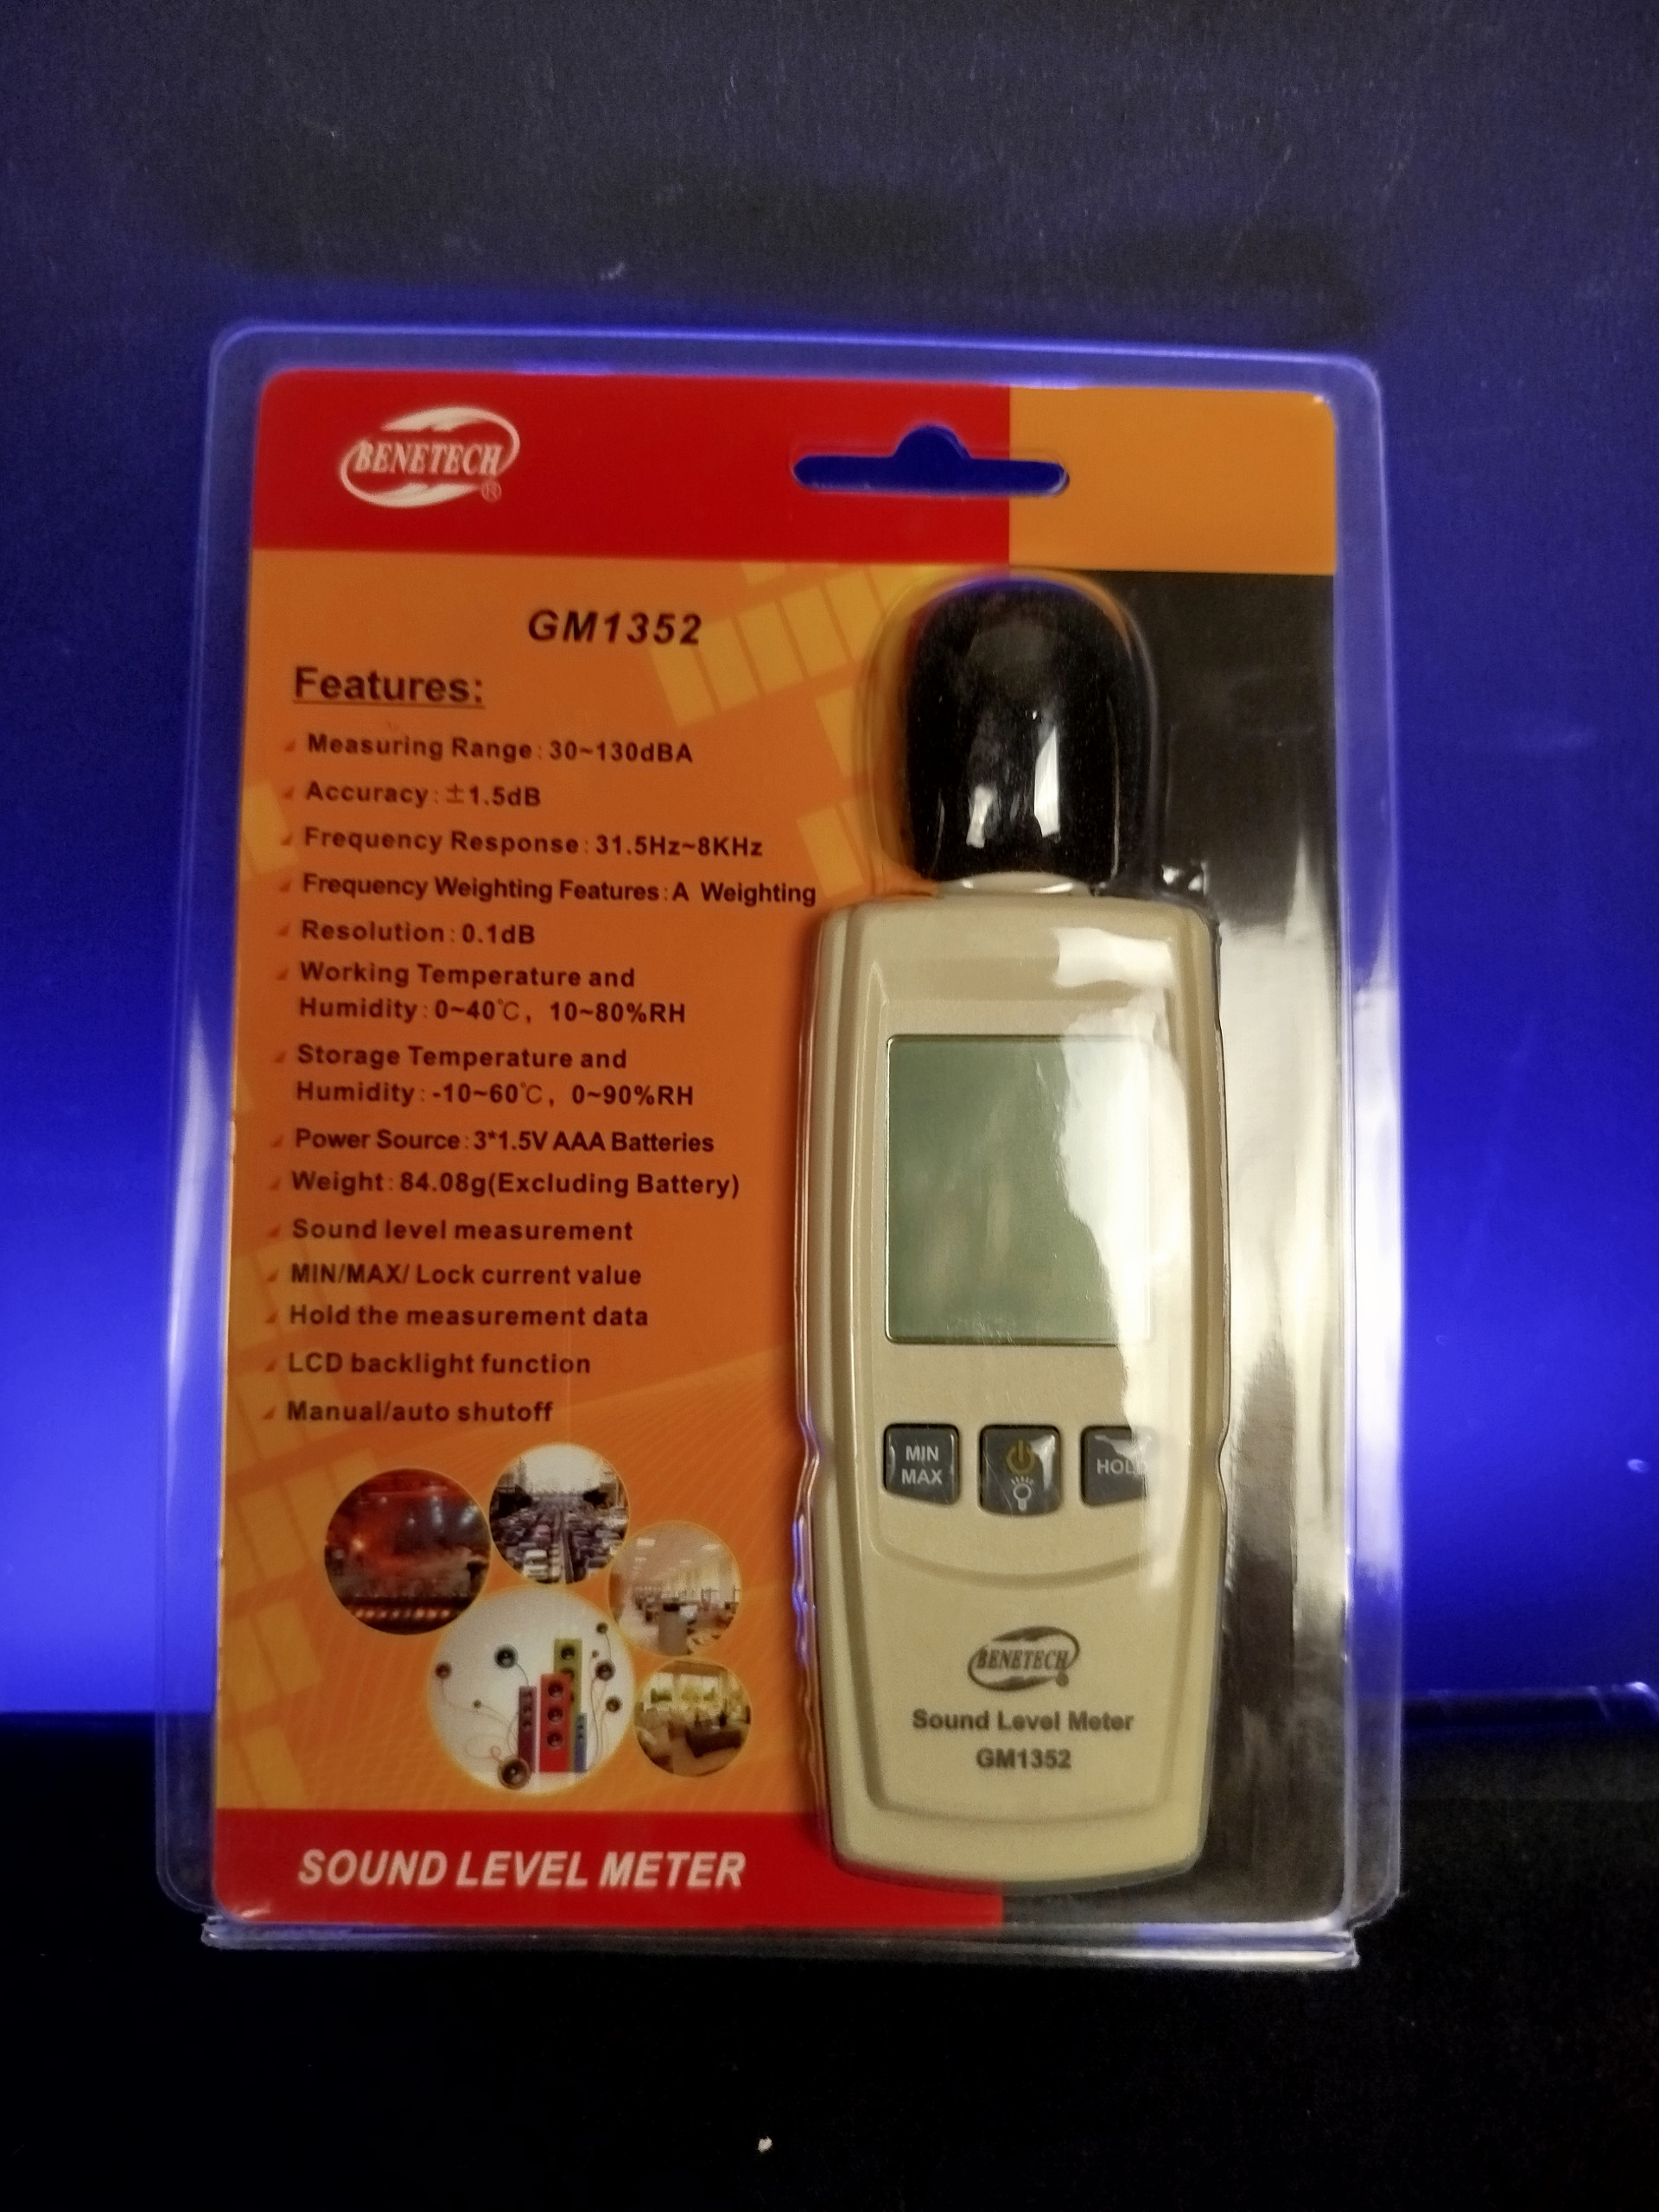 BENETECH
®
GM1352
Features:
Measuring Range: 30~130dBA
Accuracy: ±1.5dB
Frequency Response: 31.5Hz~8KHz
Frequency Weighting Features: A Weighting
Resolution: 0.1dB
Working Temperature and
Humidity: 0~40℃, 10~80%RH
Storage Temperature and
Humidity: -10~60℃, 0~90%RH
Power Source: 3*1.5V AAA Batteries
Weight: 84.08g(Excluding Battery)
Sound level measurement
MIN/MAX/ Lock current value
Hold the measurement data
LCD backlight function
Manual/auto shutoff
SOUND LEVEL METER
MIN
MAX
HOLD
BENETECH
®
Sound Level Meter
GM1352